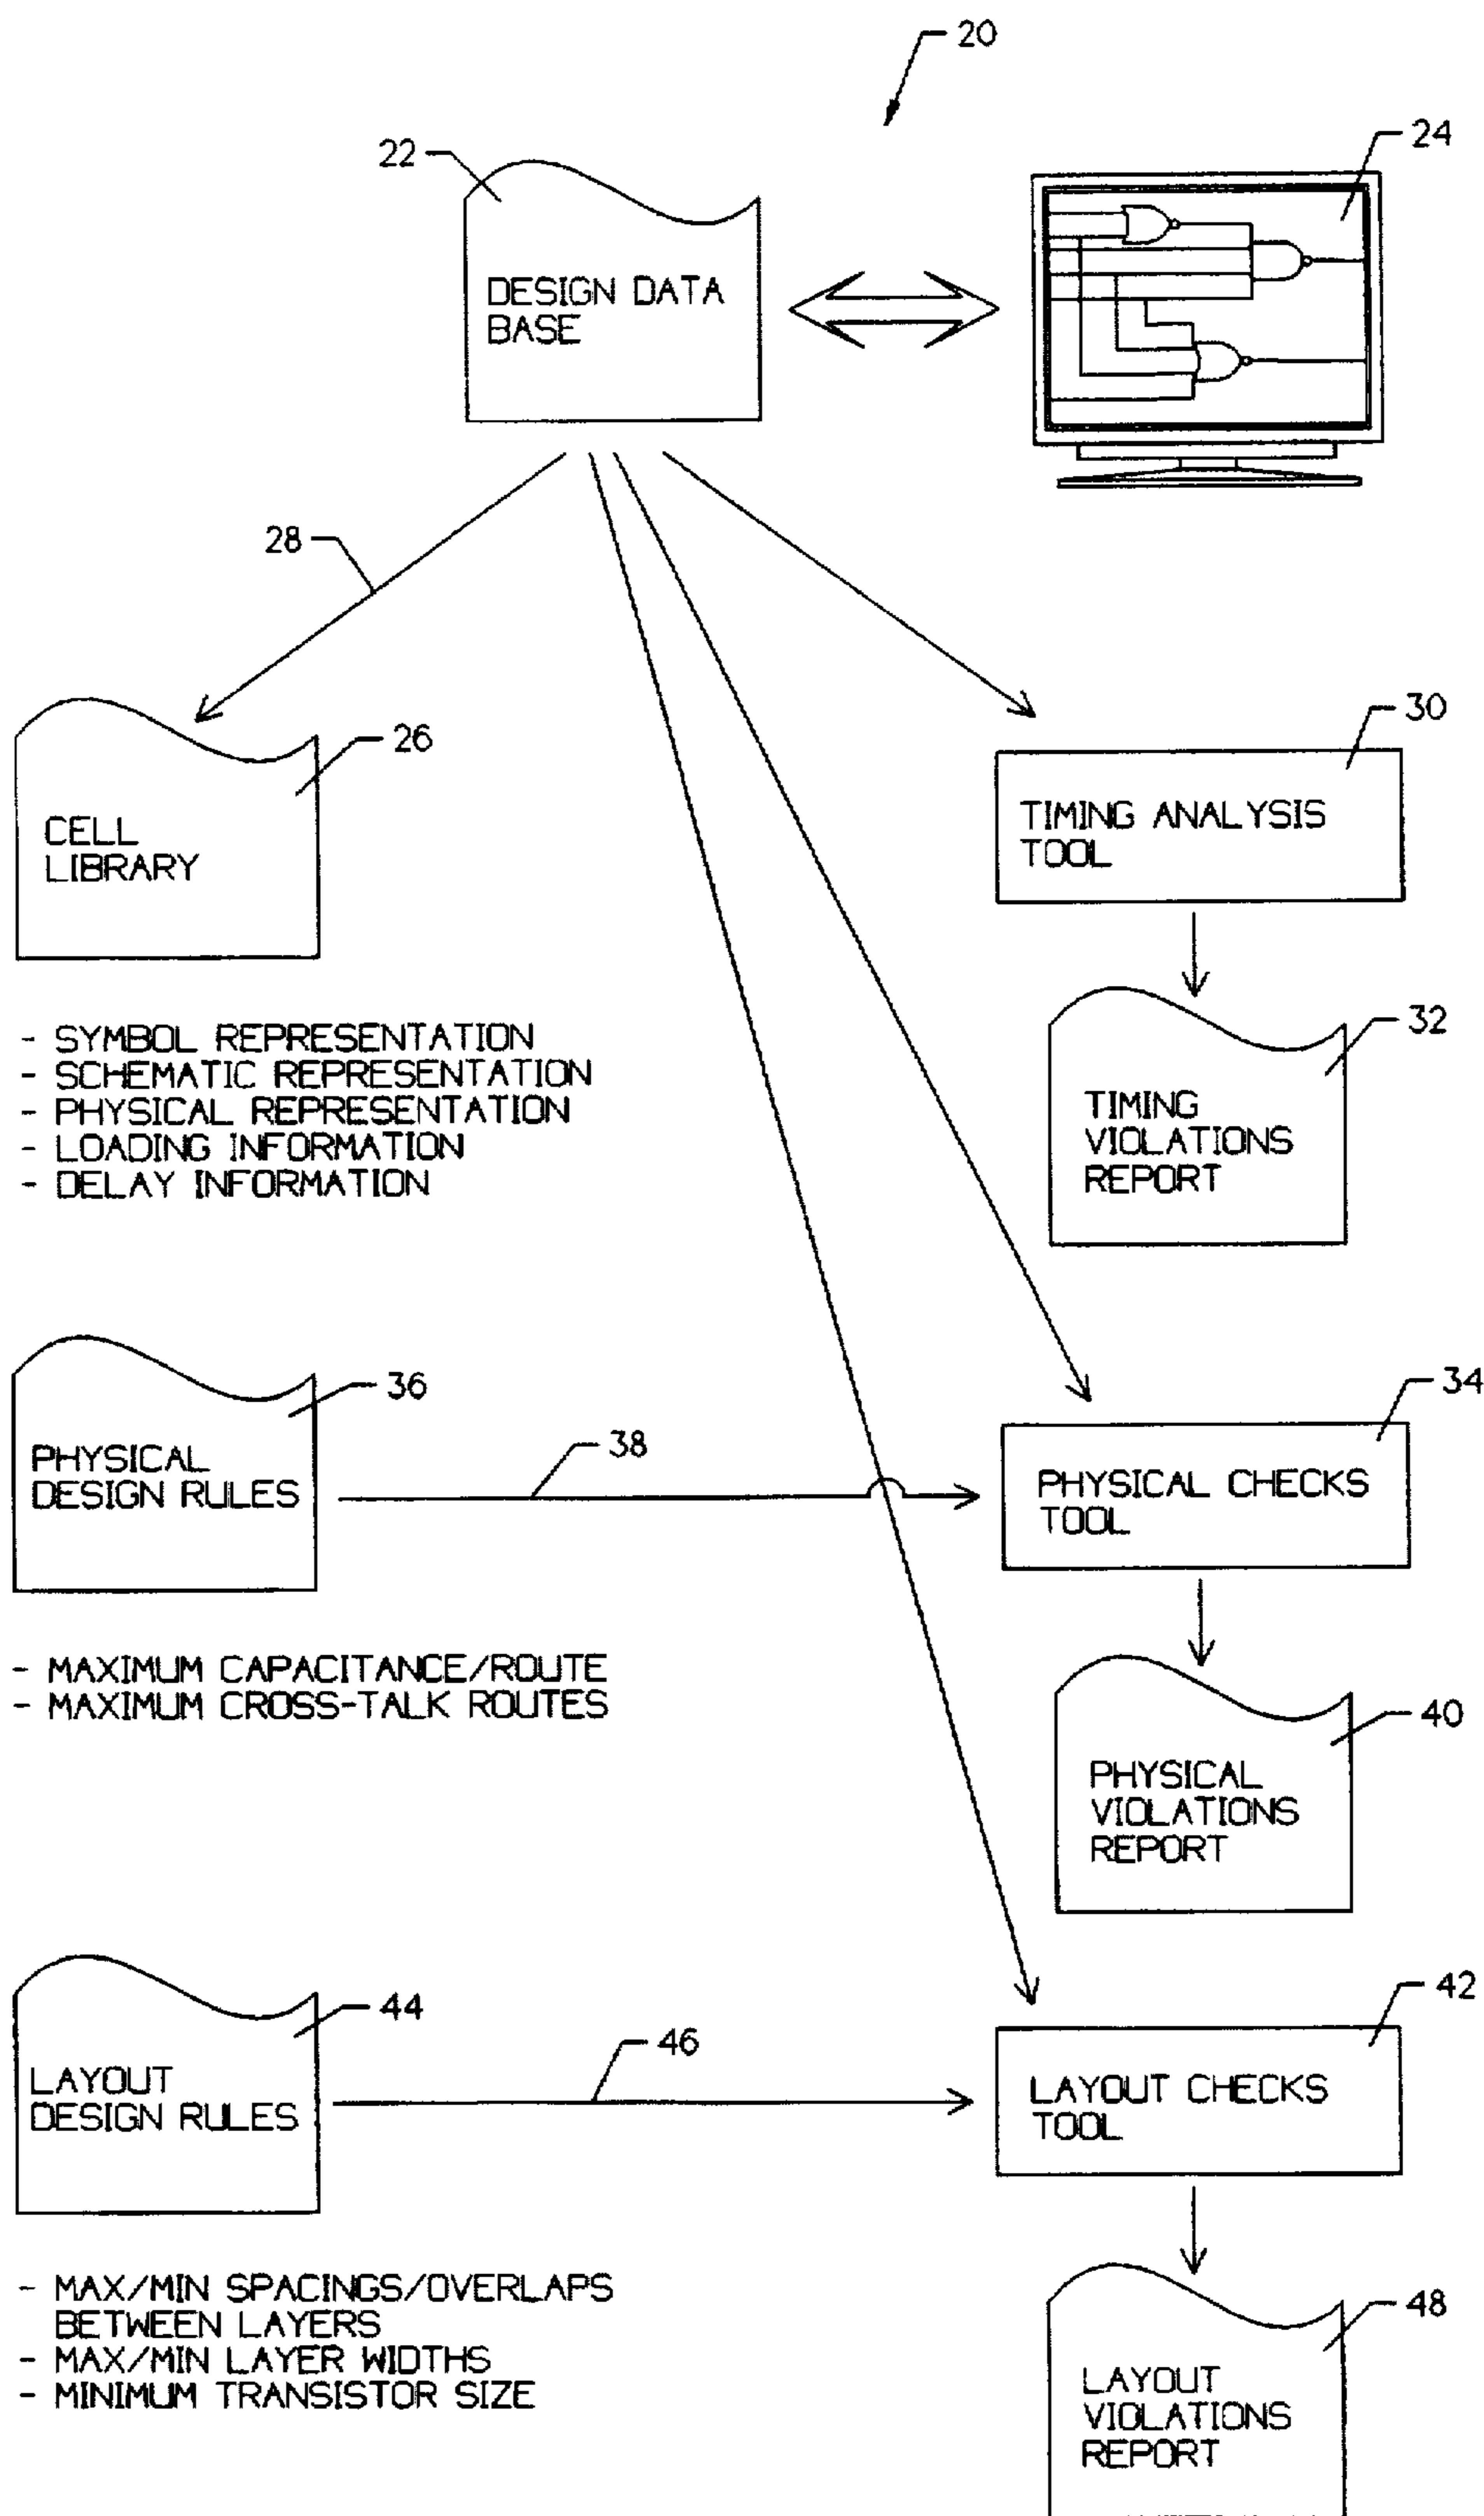 20
22
24
DESIGN DATA
BASE
28
26
CELL
LIBRARY
30
TIMING ANALYSIS
TOOL
- SYMBOL REPRESENTATION
- SCHEMATIC REPRESENTATION
- PHYSICAL REPRESENTATION
- LOADING INFORMATION
- DELAY INFORMATION
32
TIMING
VIOLATIONS
REPORT
36
PHYSICAL
DESIGN RULES
38
34
PHYSICAL CHECKS
TOOL
- MAXIMUM CAPACITANCE/ROUTE
- MAXIMUM CROSS-TALK ROUTES
40
PHYSICAL
VIOLATIONS
REPORT
44
LAYOUT
DESIGN RULES
46
42
LAYOUT CHECKS
TOOL
- MAX/MIN SPACINGS/OVERLAPS
BETWEEN LAYERS
- MAX/MIN LAYER WIDTHS
- MINIMUM TRANSISTOR SIZE
48
LAYOUT
VIOLATIONS
REPORT